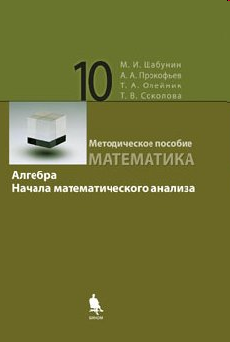 10
М. И. Шабунин
А. А. Прокофьев
Т. А. Олейник
Т. В. Соколова
Методическое пособие
МАТЕМАТИКА
Алгебра
Начала математического анализа
БИНОМ